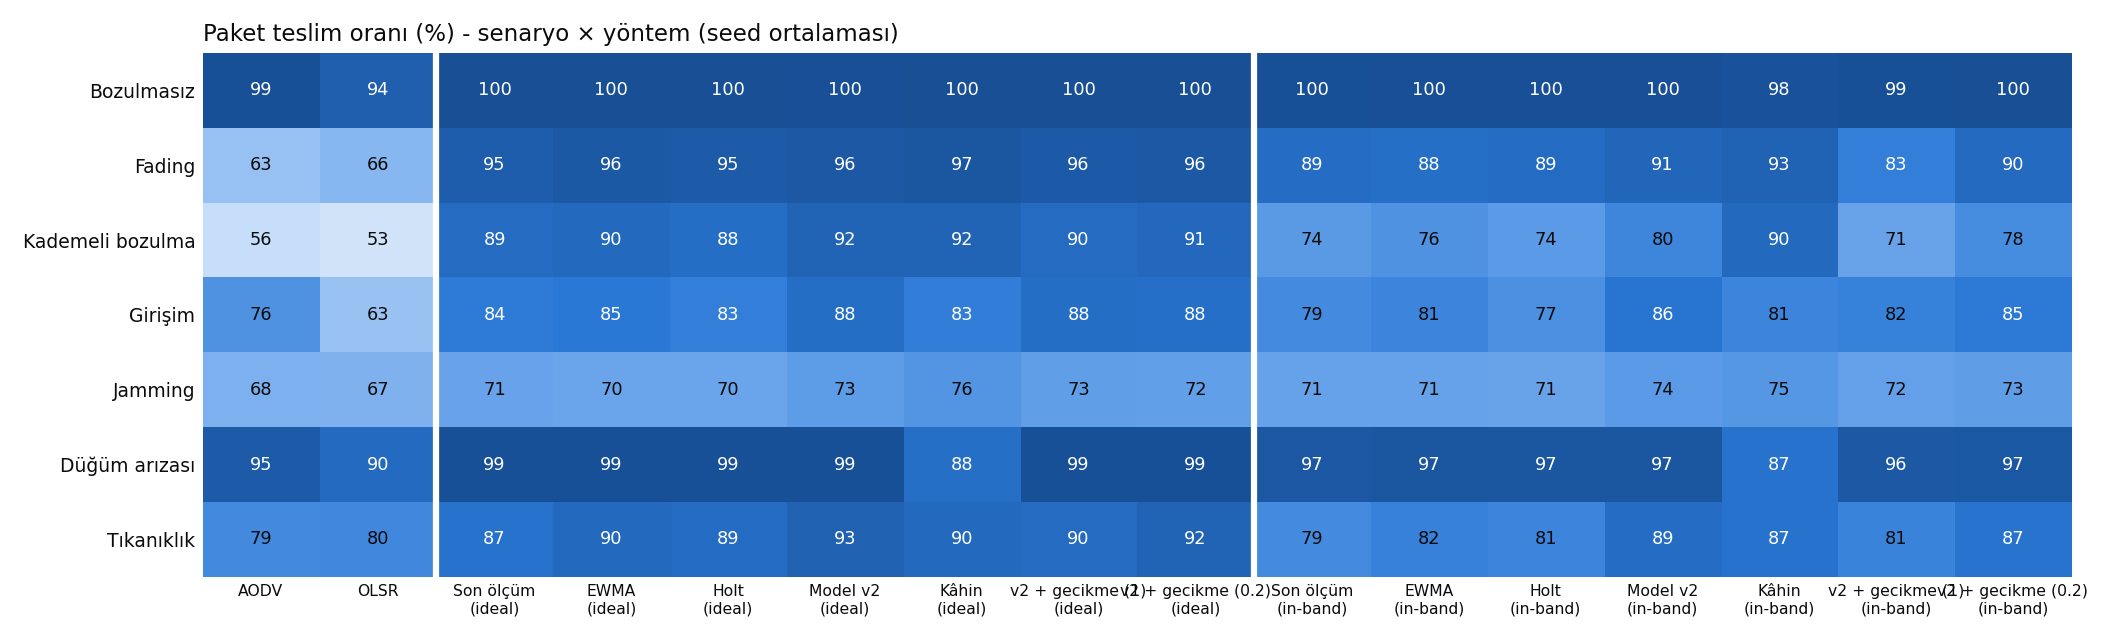 Paket teslim oranı (%) - senaryo × yöntem (seed ortalaması)
Bozulmasız 99 94 100 100 100 100 100 100 100 100 100 100 100 98 99 100
Fading 63 66 95 96 95 96 97 96 96 89 88 89 91 93 83 90
Kademeli bozulma 56 53 89 90 88 92 92 90 91 74 76 74 80 90 71 78
Girişim 76 63 84 85 83 88 83 88 88 79 81 77 86 81 82 85
Jamming 68 67 71 70 70 73 76 73 72 71 71 71 74 75 72 73
Düğüm arızası 95 90 99 99 99 99 88 99 99 97 97 97 97 87 96 97
Tıkanıklık 79 80 87 90 89 93 90 90 92 79 82 81 89 87 81 87
AODV OLSR Son ölçüm EWMA Holt Model v2 Kâhin v2 + gecikme (1) v2 + gecikme (0.2) Son ölçüm EWMA Holt Model v2 Kâhin v2 + gecikme (1) v2 + gecikme (0.2)
(ideal) (ideal) (ideal) (ideal) (ideal) (ideal) (ideal) (in-band) (in-band) (in-band) (in-band) (in-band) (in-band) (in-band)